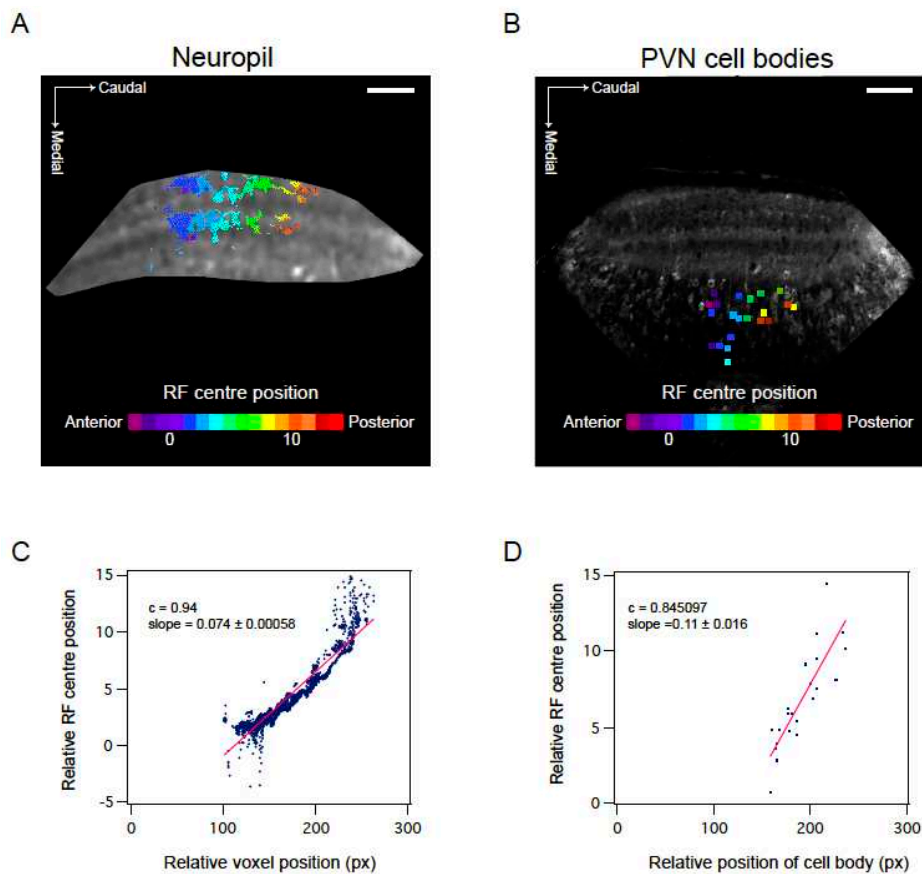 A
Neuropil
Caudal
Medial
RF centre position
Anterior
Posterior
0
10
B
PVN cell bodies
Caudal
Medial
RF centre position
Anterior
Posterior
0
10
C
15
10
5
0
-5
Relative RF centre position
c = 0.94
slope = 0.074 ± 0.00058
0
100
200
300
Relative voxel position (px)
D
15
10
5
0
Relative RF centre position
c = 0.845097
slope =0.11 ± 0.016
0
100
200
300
Relative position of cell body (px)